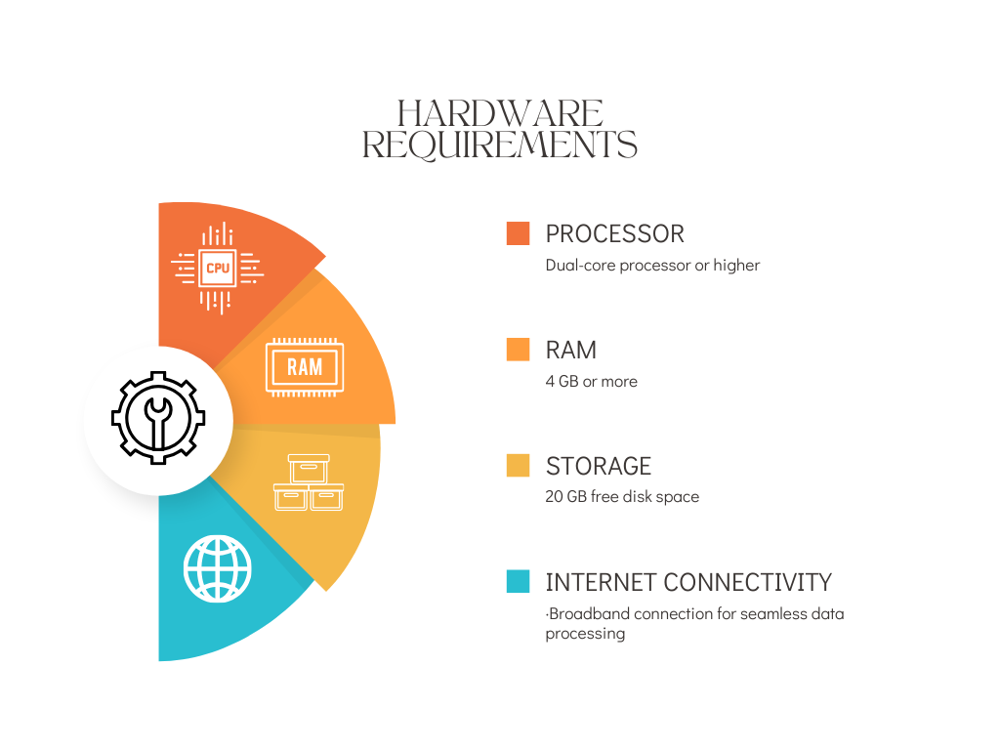 HARDWARE
REQUIREMENTS
CPU
RAM
PROCESSOR
Dual-core processor or higher
RAM
4 GB or more
STORAGE
20 GB free disk space
INTERNET CONNECTIVITY
·Broadband connection for seamless data
processing